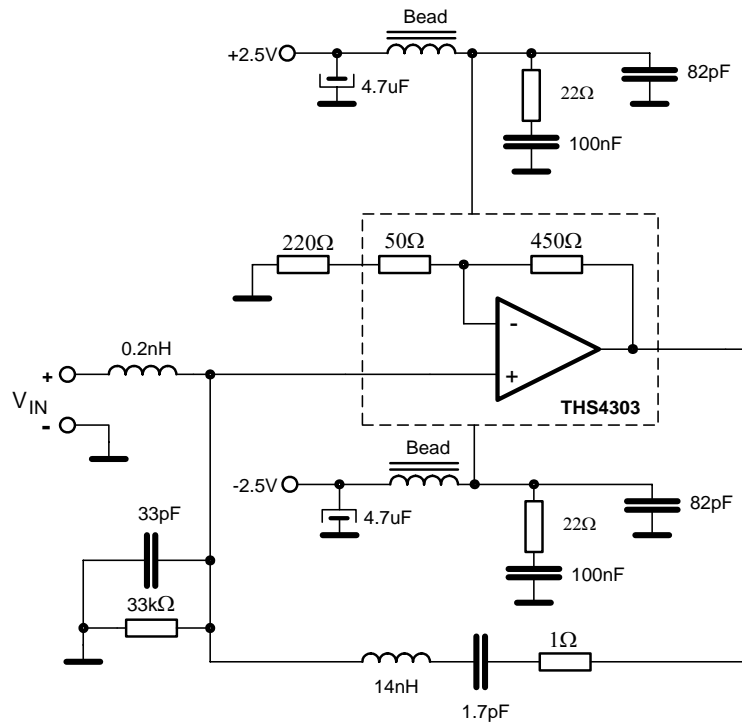 Bead
+2.5V
4.7uF
22Ω
82pF
100nF
220Ω
50Ω
450Ω
0.2nH
-
+
+
VIN
-
THS4303
Bead
-2.5V
4.7uF
22Ω
82pF
33pF
100nF
33kΩ
1Ω
14nH
1.7pF